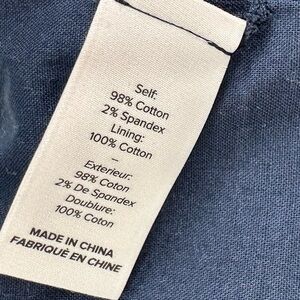 Self:
98% Cotton
2% Spandex
Lining:
100% Cotton
–
Exterieur:
98% Coton
2% De Spandex
Doublure:
100% Coton
MADE IN CHINA
FABRIQUÉ EN CHINE